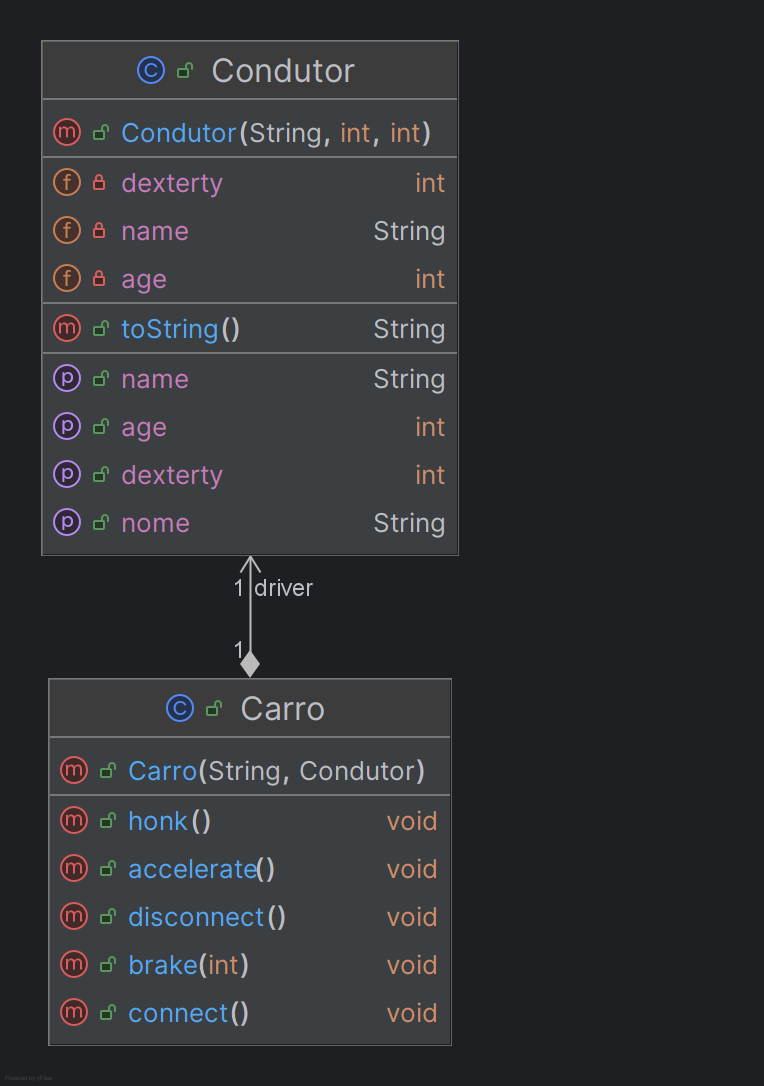 Condutor
Condutor(String, int, int)
dexterty int
name String
age int
toString() String
name String
age int
dexterty int
nome String
1 driver
1
Carro
Carro(String, Condutor)
honk() void
accelerate() void
disconnect() void
brake(int) void
connect() void
Powered by yFiles